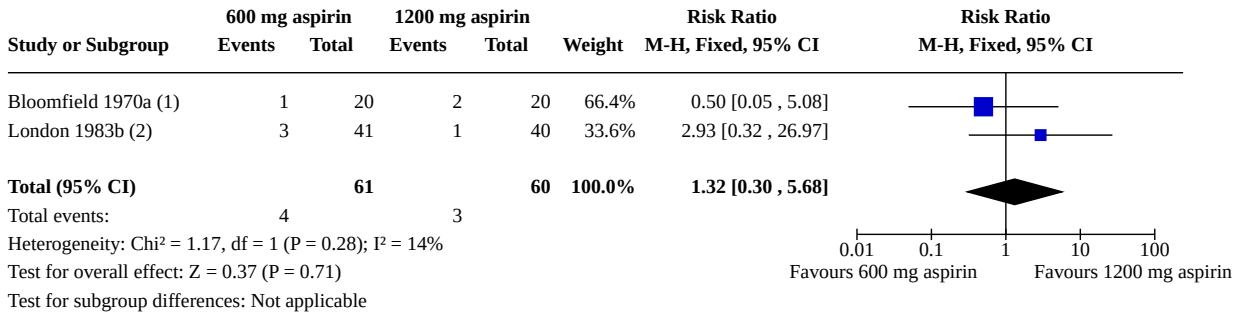 600 mg aspirin 1200 mg aspirin Risk Ratio Risk Ratio
Study or Subgroup Events Total Events Total Weight M-H, Fixed, 95% CI M-H, Fixed, 95% CI
Bloomfield 1970a (1) 1 20 2 20 66.4% 0.50 [0.05 , 5.08]
London 1983b (2) 3 41 1 40 33.6% 2.93 [0.32 , 26.97]
Total (95% CI) 61 60 100.0% 1.32 [0.30 , 5.68]
Total events: 4 3
Heterogeneity: Chi² = 1.17, df = 1 (P = 0.28); I² = 14%
0.01 0.1 1 10 100
Test for overall effect: Z = 0.37 (P = 0.71)
Favours 600 mg aspirin Favours 1200 mg aspirin
Test for subgroup differences: Not applicable